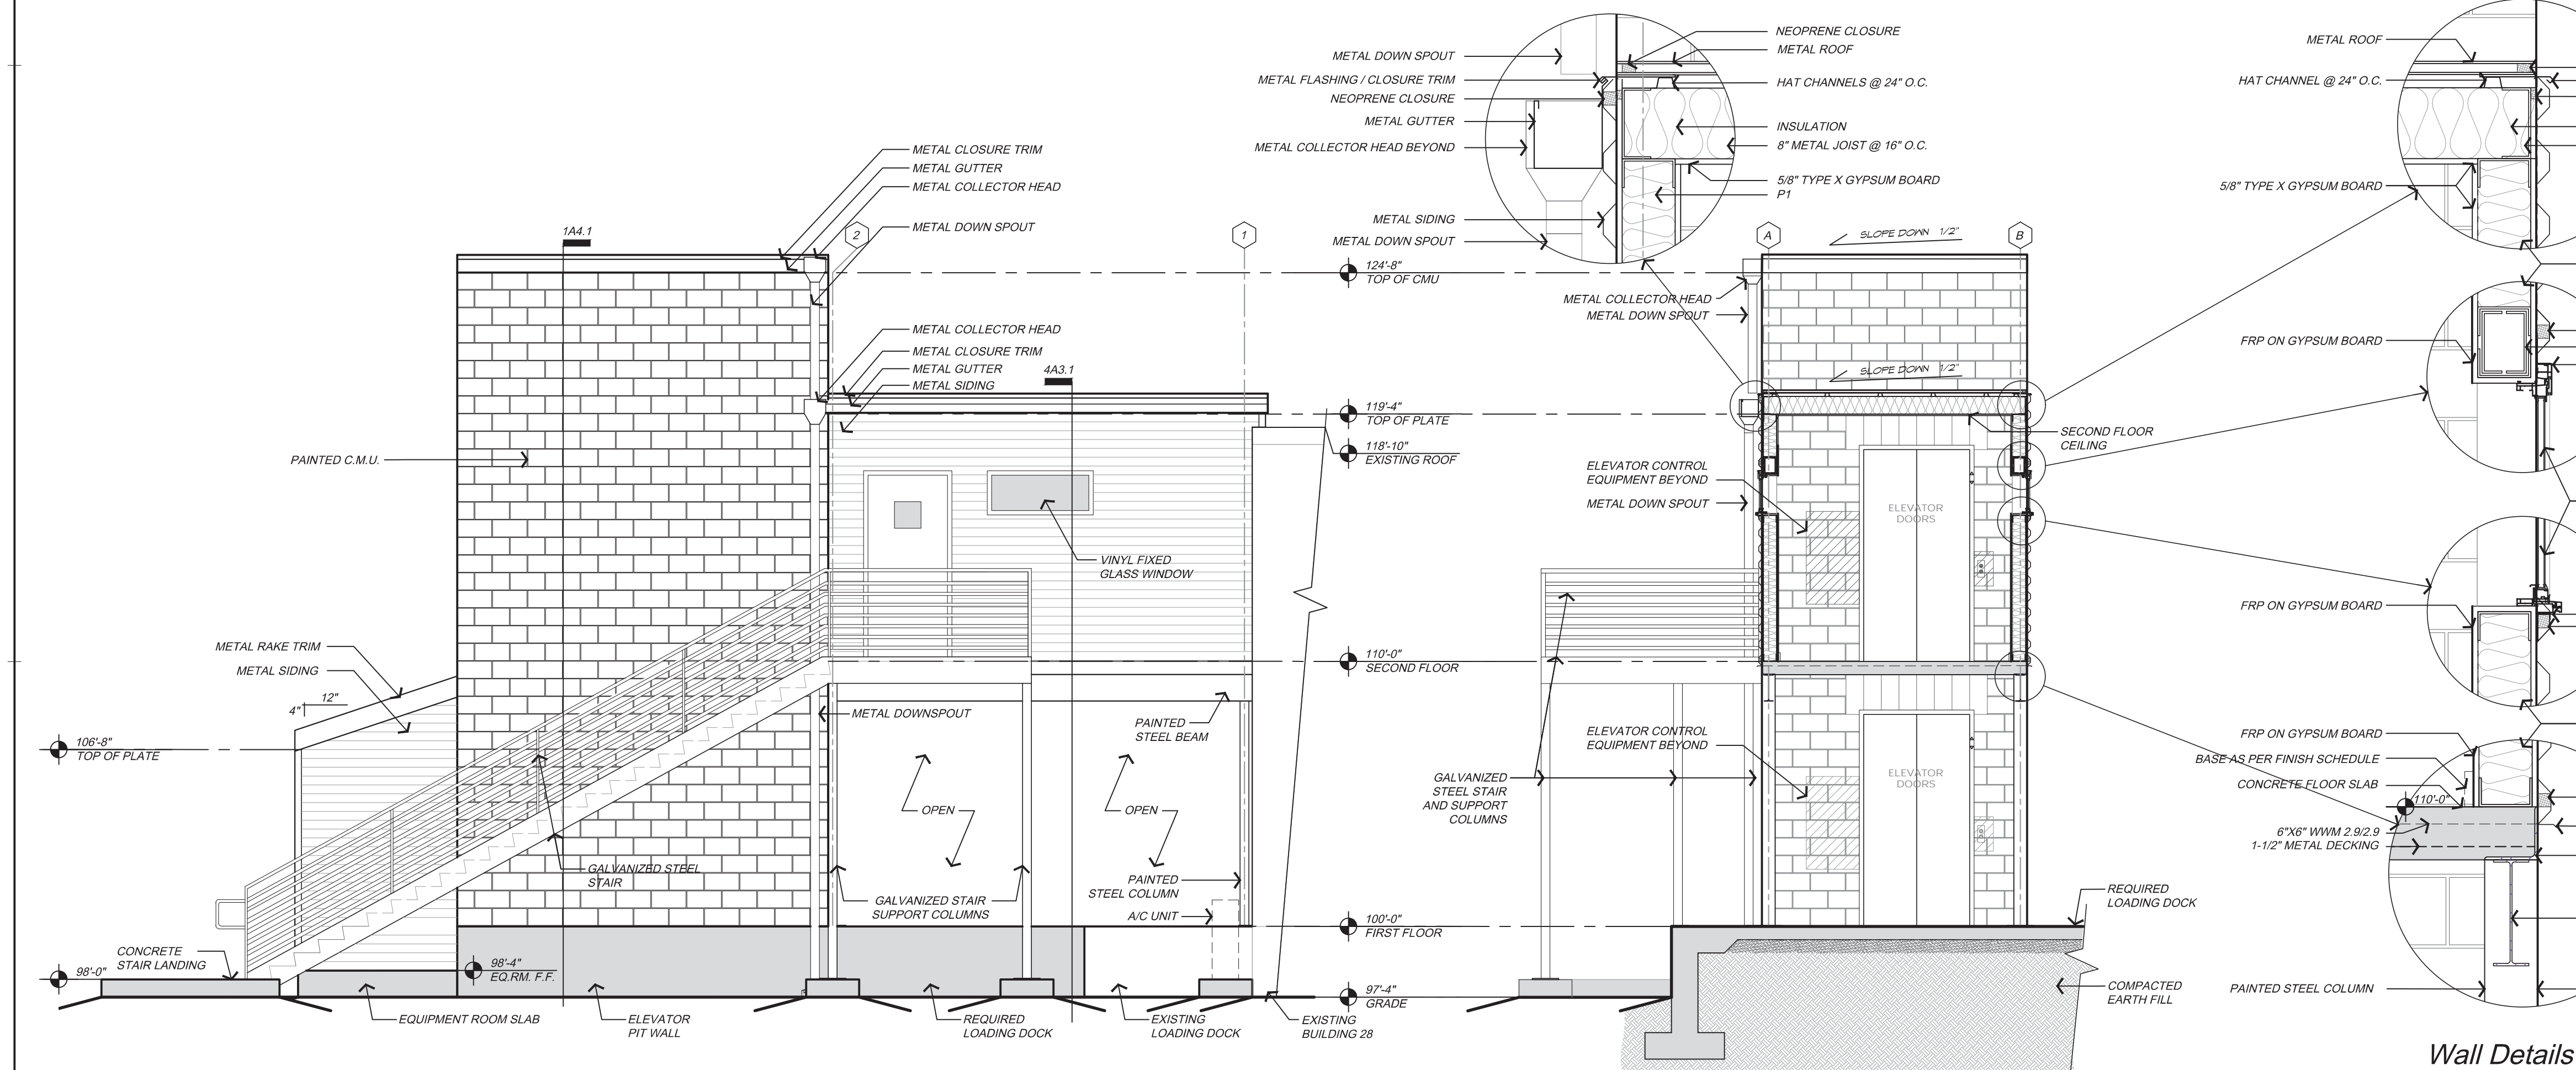 METAL DOWN SPOUT
METAL FLASHING / CLOSURE TRIM
NEOPRENE CLOSURE
METAL GUTTER
METAL COLLECTOR HEAD BEYOND
METAL SIDING
METAL DOWN SPOUT
NEOPRENE CLOSURE
METAL ROOF
HAT CHANNELS @ 24" O.C.
INSULATION
8" METAL JOIST @ 16" O.C.
5/8" TYPE X GYPSUM BOARD
P1
METAL ROOF
HAT CHANNEL @ 24" O.C.
5/8" TYPE X GYPSUM BOARD
FRP ON GYPSUM BOARD
FRP ON GYPSUM BOARD
FRP ON GYPSUM BOARD
BASE AS PER FINISH SCHEDULE
CONCRETE FLOOR SLAB
110'-0"
6"X6" WWM 2.9/2.9
1-1/2" METAL DECKING
PAINTED STEEL COLUMN
Wall Details
METAL CLOSURE TRIM
METAL GUTTER
METAL COLLECTOR HEAD
METAL DOWN SPOUT
1A4.1
2
1
METAL COLLECTOR HEAD
METAL CLOSURE TRIM
METAL GUTTER
METAL SIDING
4A3.1
PAINTED C.M.U.
VINYL FIXED
GLASS WINDOW
METAL RAKE TRIM
METAL SIDING
12"
4"
106'-8"
TOP OF PLATE
METAL DOWNSPOUT
PAINTED
STEEL BEAM
OPEN
OPEN
GALVANIZED STEEL
STAIR
GALVANIZED STAIR
SUPPORT COLUMNS
PAINTED
STEEL COLUMN
A/C UNIT
CONCRETE
STAIR LANDING
98'-0"
98'-4"
EQ.RM. F.F.
EQUIPMENT ROOM SLAB
ELEVATOR
PIT WALL
REQUIRED
LOADING DOCK
EXISTING
LOADING DOCK
EXISTING
BUILDING 28
124'-8"
TOP OF CMU
119'-4"
TOP OF PLATE
118'-10"
EXISTING ROOF
110'-0"
SECOND FLOOR
100'-0"
FIRST FLOOR
97'-4"
GRADE
A
SLOPE DOWN 1/2"
B
METAL COLLECTOR HEAD
METAL DOWN SPOUT
SLOPE DOWN 1/2"
SECOND FLOOR
CEILING
ELEVATOR CONTROL
EQUIPMENT BEYOND
METAL DOWN SPOUT
ELEVATOR
DOORS
ELEVATOR CONTROL
EQUIPMENT BEYOND
ELEVATOR
DOORS
GALVANIZED
STEEL STAIR
AND SUPPORT
COLUMNS
REQUIRED
LOADING DOCK
COMPACTED
EARTH FILL